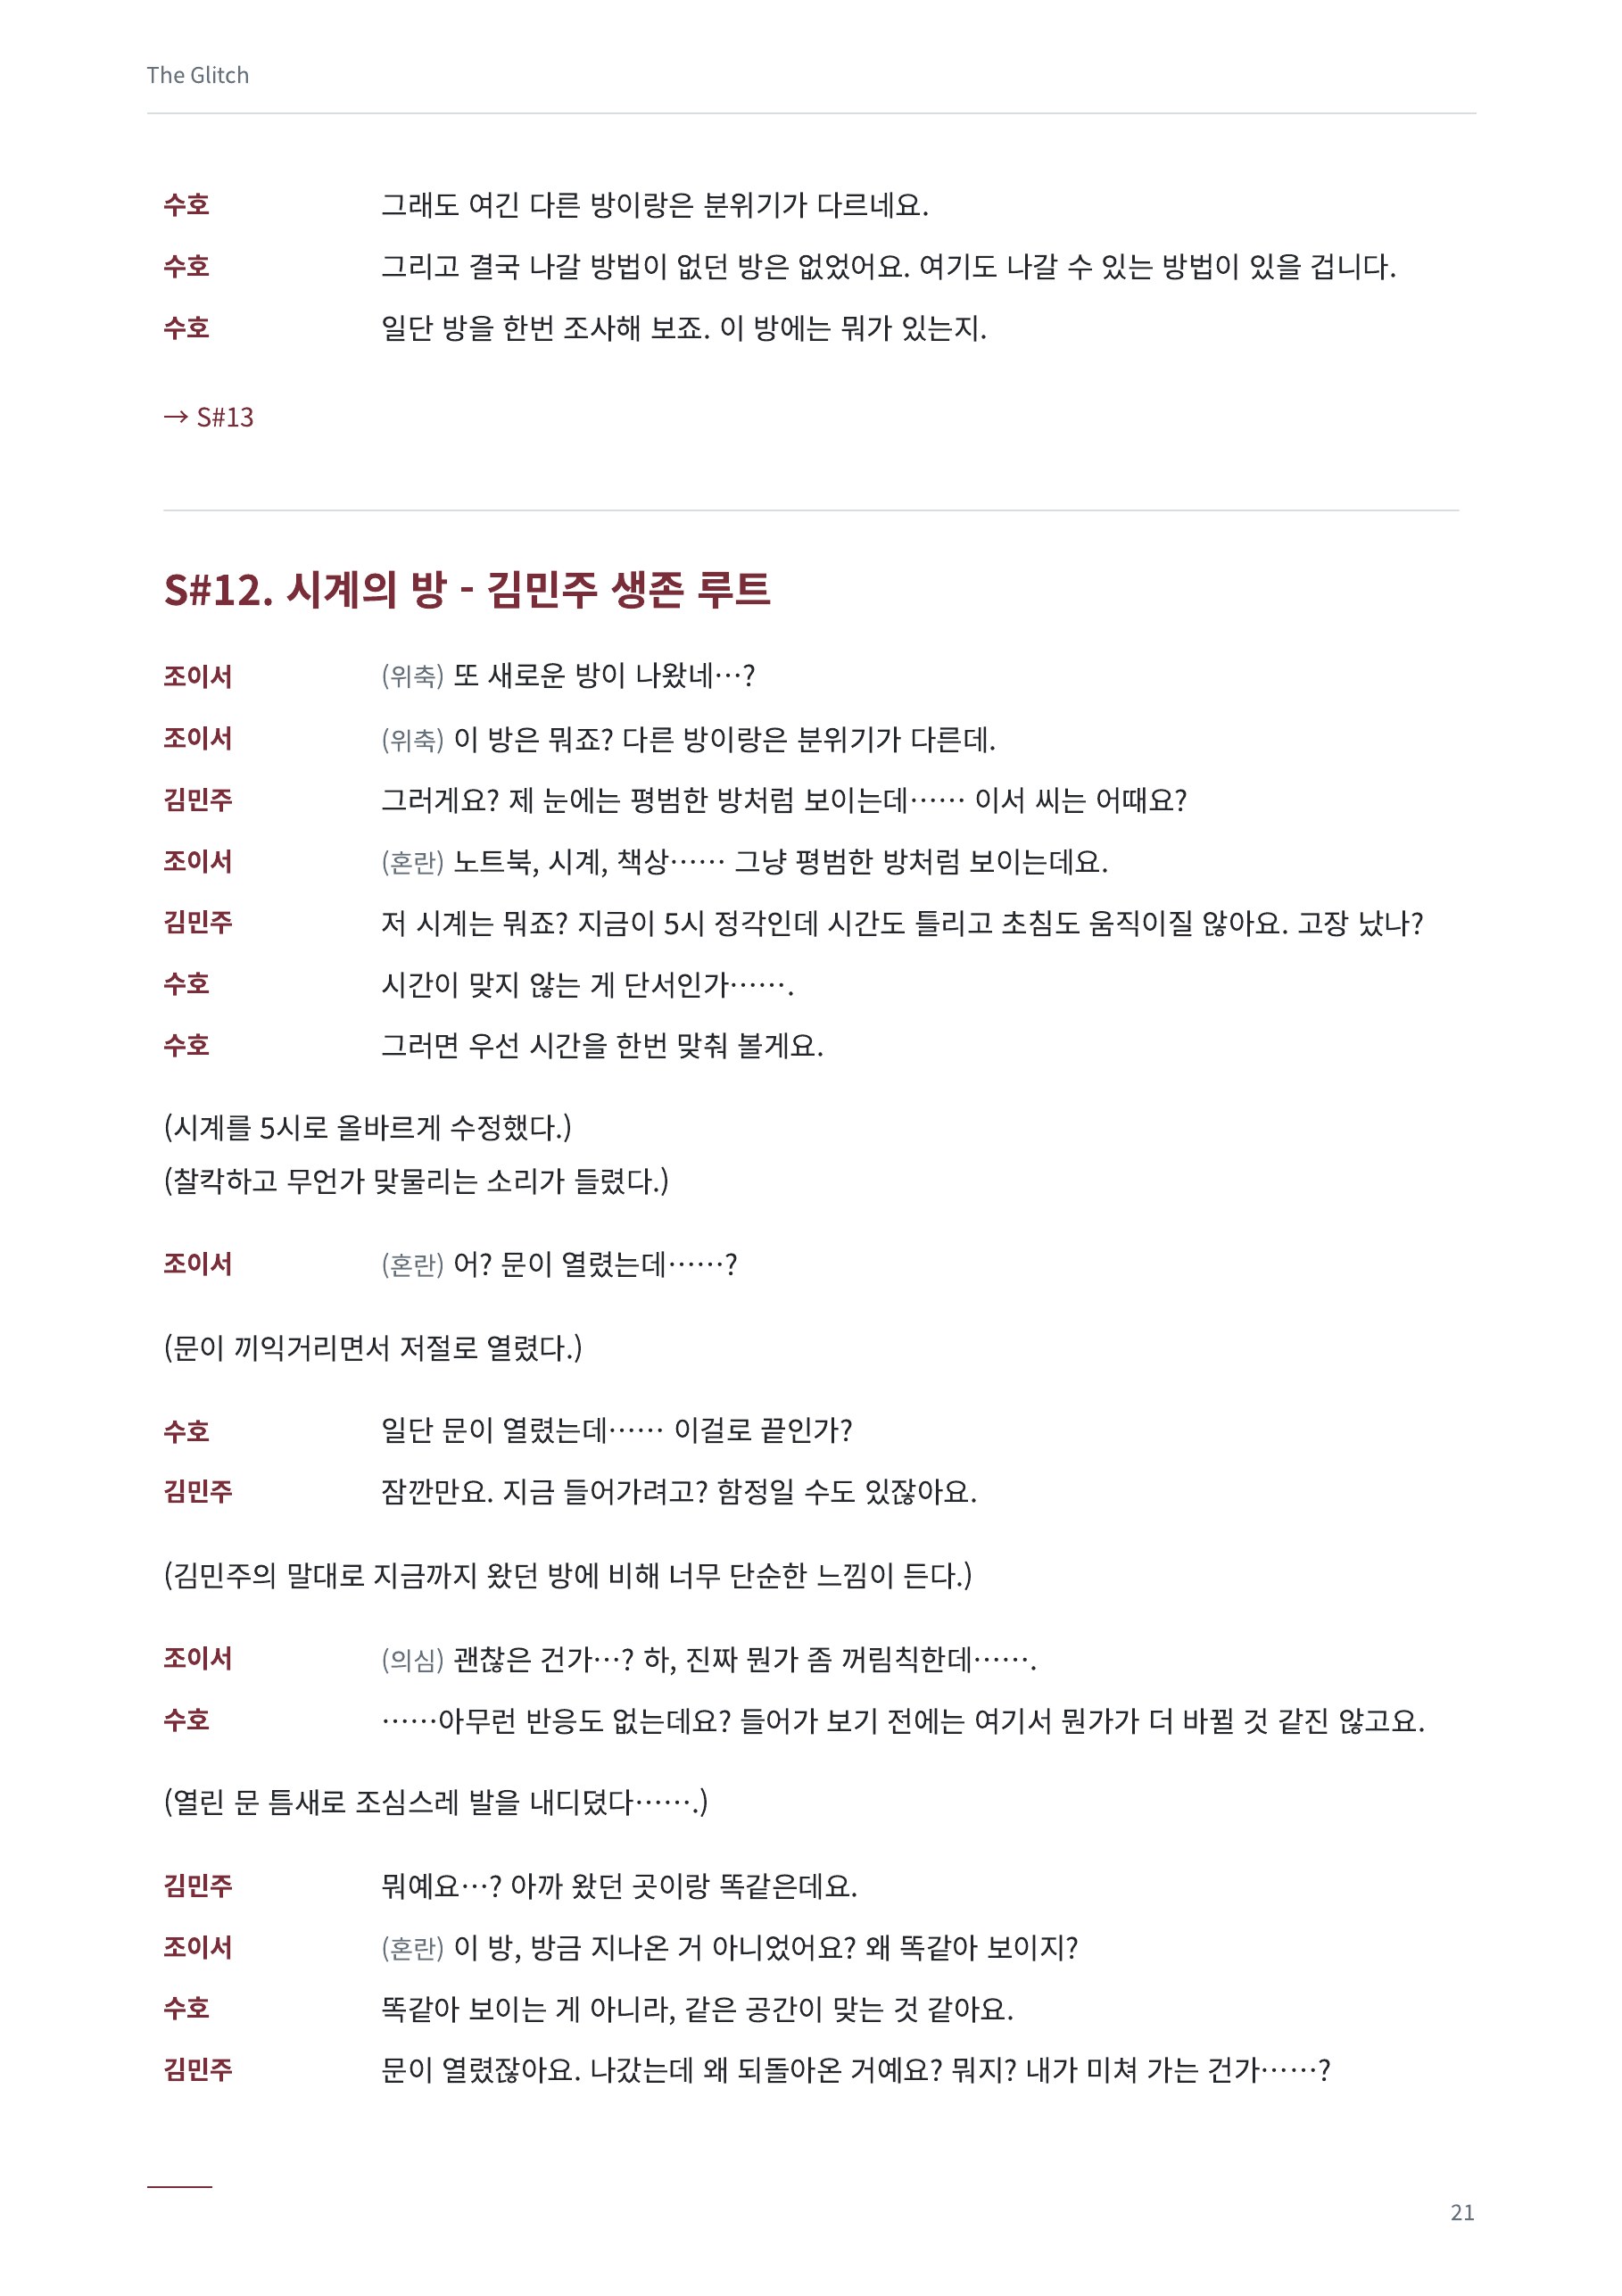 The Glitch
수호 그래도 여긴 다른 방이랑은 분위기가 다르네요.
수호 그리고 결국 나갈 방법이 없던 방은 없었어요. 여기도 나갈 수 있는 방법이 있을 겁니다.
수호 일단 방을 한번 조사해 보죠. 이 방에는 뭐가 있는지.
→ S#13
S#12. 시계의 방 - 김민주 생존 루트
조이서 (위축) 또 새로운 방이 나왔네…?
조이서 (위축) 이 방은 뭐죠? 다른 방이랑은 분위기가 다른데.
김민주 그러게요? 제 눈에는 평범한 방처럼 보이는데…… 이서 씨는 어때요?
조이서 (혼란) 노트북, 시계, 책상…… 그냥 평범한 방처럼 보이는데요.
김민주 저 시계는 뭐죠? 지금이 5시 정각인데 시간도 틀리고 초침도 움직이질 않아요. 고장 났나?
수호 시간이 맞지 않는 게 단서인가…….
수호 그러면 우선 시간을 한번 맞춰 볼게요.
(시계를 5시로 올바르게 수정했다.)
(찰칵하고 무언가 맞물리는 소리가 들렸다.)
조이서 (혼란) 어? 문이 열렸는데……?
(문이 끼익거리면서 저절로 열렸다.)
수호 일단 문이 열렸는데…… 이걸로 끝인가?
김민주 잠깐만요. 지금 들어가려고? 함정일 수도 있잖아요.
(김민주의 말대로 지금까지 왔던 방에 비해 너무 단순한 느낌이 든다.)
조이서 (의심) 괜찮은 건가…? 하, 진짜 뭔가 좀 꺼림칙한데…….
수호 ……아무런 반응도 없는데요? 들어가 보기 전에는 여기서 뭔가가 더 바뀔 것 같진 않고요.
(열린 문 틈새로 조심스레 발을 내디뎠다…….)
김민주 뭐예요…? 아까 왔던 곳이랑 똑같은데요.
조이서 (혼란) 이 방, 방금 지나온 거 아니었어요? 왜 똑같아 보이지?
수호 똑같아 보이는 게 아니라, 같은 공간이 맞는 것 같아요.
김민주 문이 열렸잖아요. 나갔는데 왜 되돌아온 거예요? 뭐지? 내가 미쳐 가는 건가……?
21